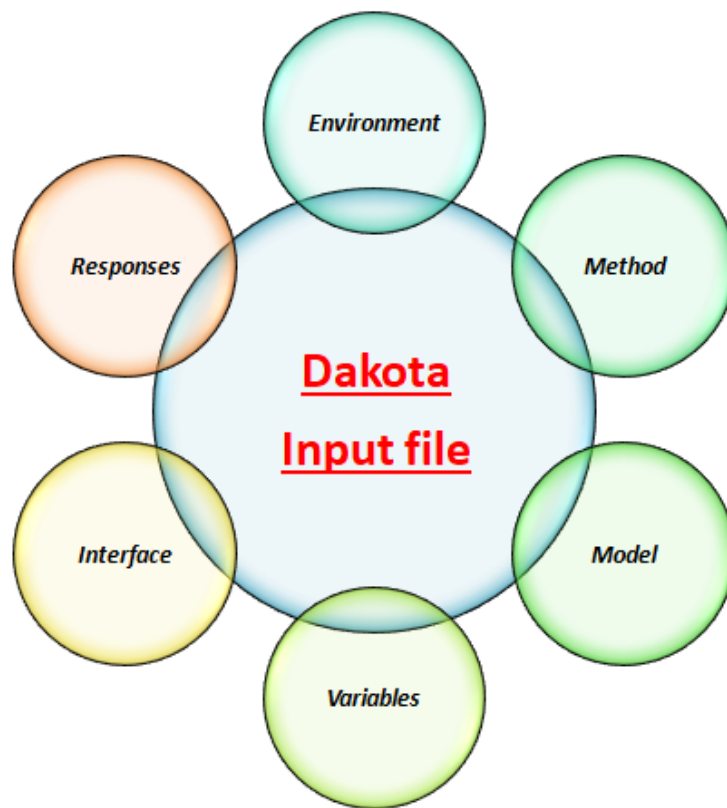 Environment
Responses
Method
Dakota
Input file
Interface
Model
Variables